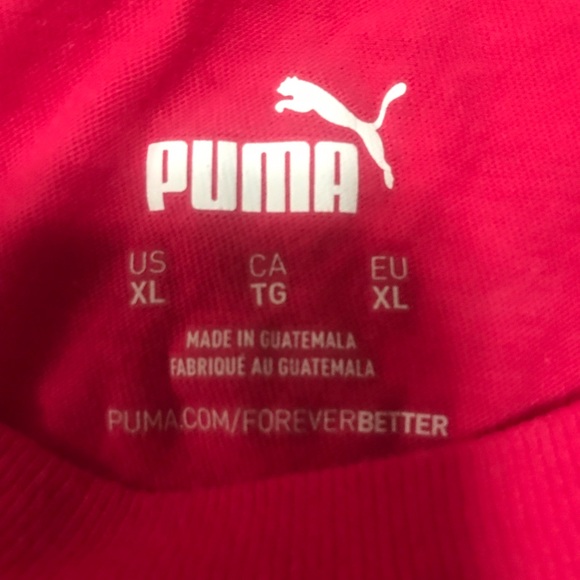 PUMA
US CA EU
XL TG XL
MADE IN GUATEMALA
FABRIQUÉ AU GUATEMALA
PUMA.COM/FOREVERBETTER